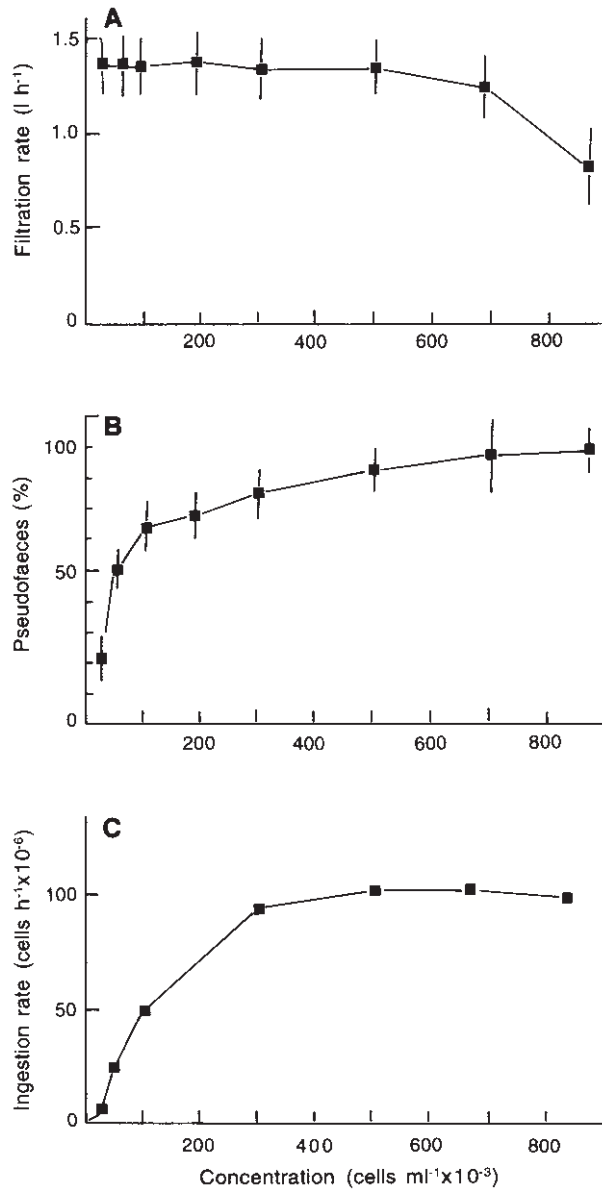 A
Filtration rate (l h⁻¹)
1.5
1.0
0.5
0
200 400 600 800
B
Pseudofaeces (%)
100
50
0
200 400 600 800
C
Ingestion rate (cells h⁻¹x10⁻⁶)
100
50
0
200 400 600 800
Concentration (cells ml⁻¹x10⁻³)